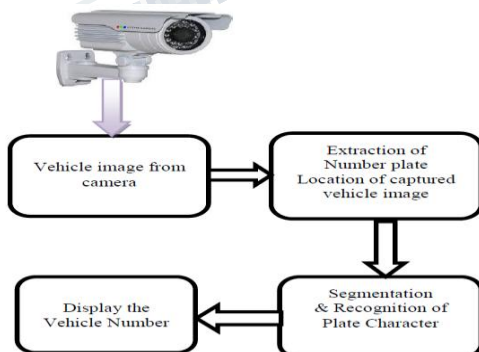 Vehicle image from
camera
Extraction of
Number plate
Location of captured
vehicle image
Segmentation
& Recognition of
Plate Character
Display the
Vehicle Number